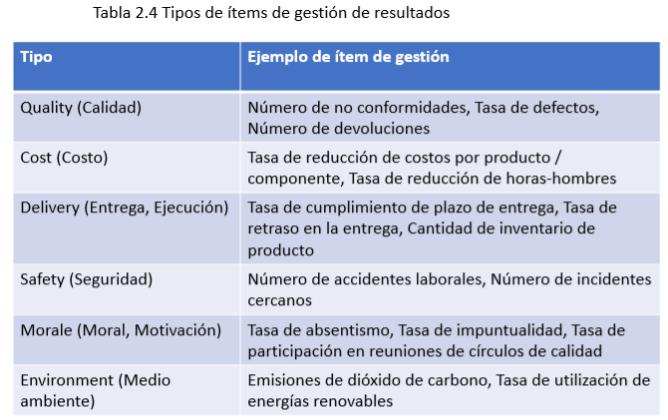 Tabla 2.4 Tipos de ítems de gestión de resultados
Tipo
Ejemplo de ítem de gestión
Quality (Calidad)
Número de no conformidades, Tasa de defectos,
Número de devoluciones
Cost (Costo)
Tasa de reducción de costos por producto /
componente, Tasa de reducción de horas-hombres
Delivery (Entrega, Ejecución)
Tasa de cumplimiento de plazo de entrega, Tasa de
retraso en la entrega, Cantidad de inventario de
producto
Safety (Seguridad)
Número de accidentes laborales, Número de incidentes
cercanos
Morale (Moral, Motivación)
Tasa de absentismo, Tasa de impuntualidad, Tasa de
participación en reuniones de círculos de calidad
Environment (Medio
ambiente)
Emisiones de dióxido de carbono, Tasa de utilización de
energías renovables